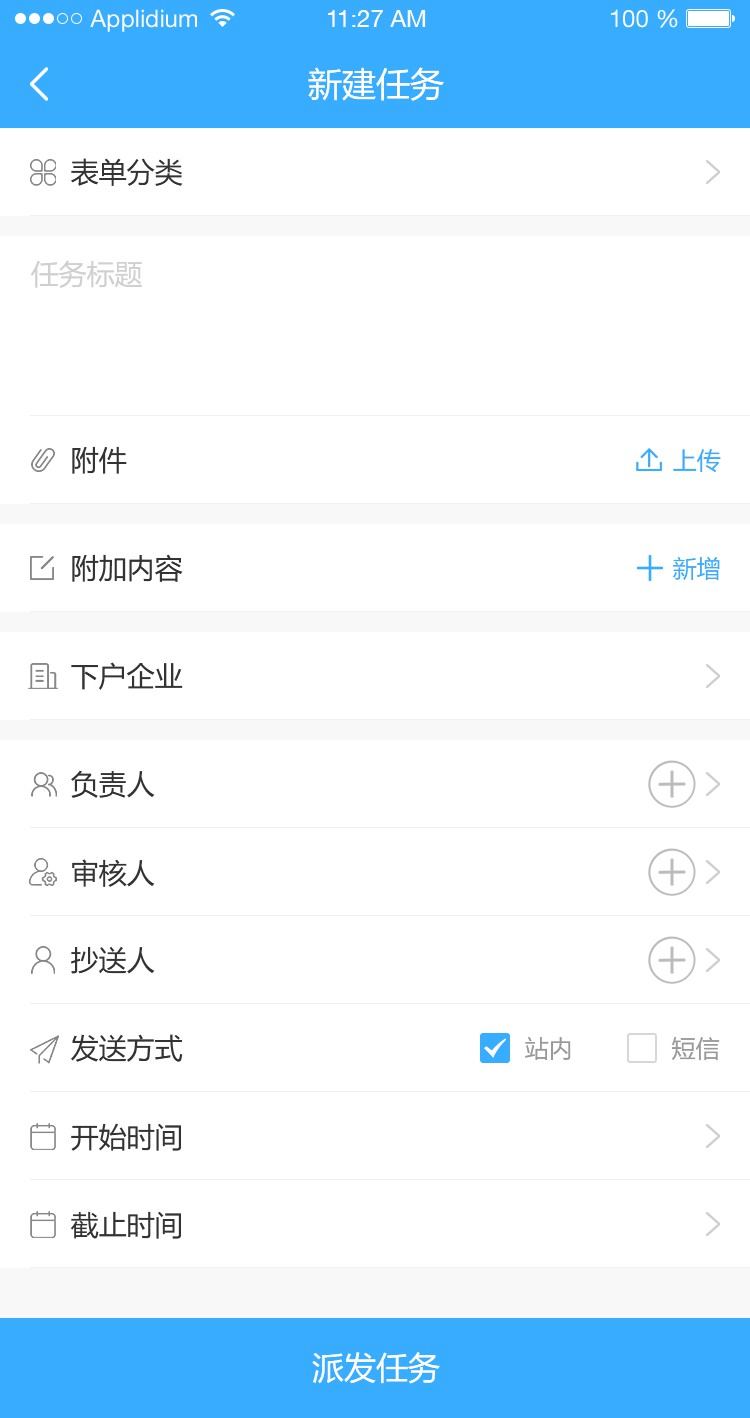 Applidium 11:27 AM 100 %
新建任务
表单分类
任务标题
附件 上传
附加内容 新增
下户企业
负责人
审核人
抄送人
发送方式 站内 短信
开始时间
截止时间
派发任务